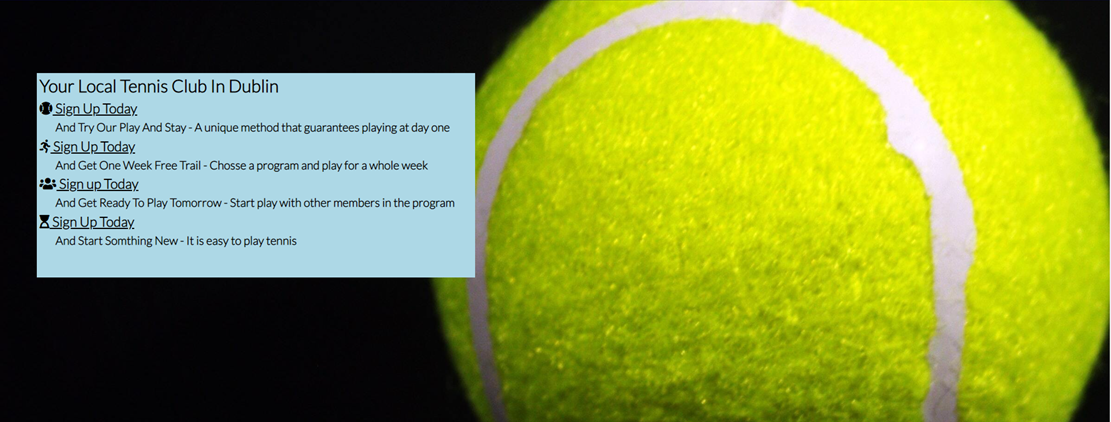 Your Local Tennis Club In Dublin
Sign Up Today
And Try Our Play And Stay - A unique method that guarantees playing at day one
Sign Up Today
And Get One Week Free Trail - Chosse a program and play for a whole week
Sign up Today
And Get Ready To Play Tomorrow - Start play with other members in the program
Sign Up Today
And Start Somthing New - It is easy to play tennis